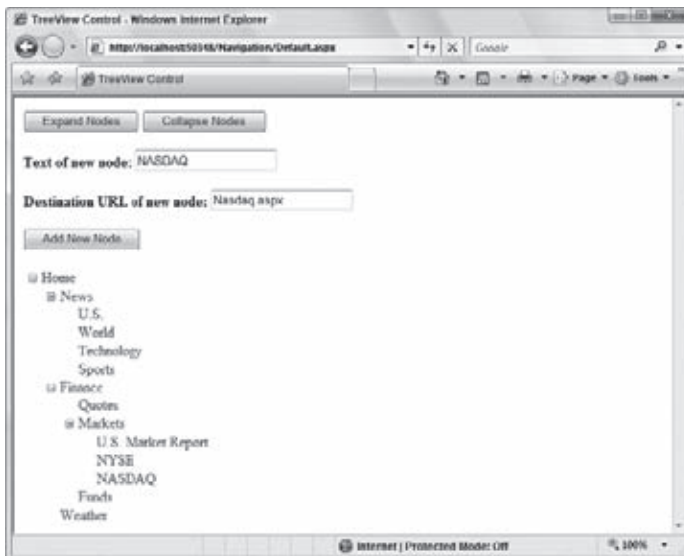 TreeView Control - Windows Internet Explorer
http://localhost:50348/Navigation/Default.aspx
Google
TreeView Control
Page
Tools
Expand Nodes
Collapse Nodes
Text of new node: NASDAQ
Destination URL of new node: Nasdaq.aspx
Add New Node
Home
News
U.S.
World
Technology
Sports
Finance
Quotes
Markets
U.S. Market Report
NYSE
NASDAQ
Funds
Weather
Internet | Protected Mode: Off
100%